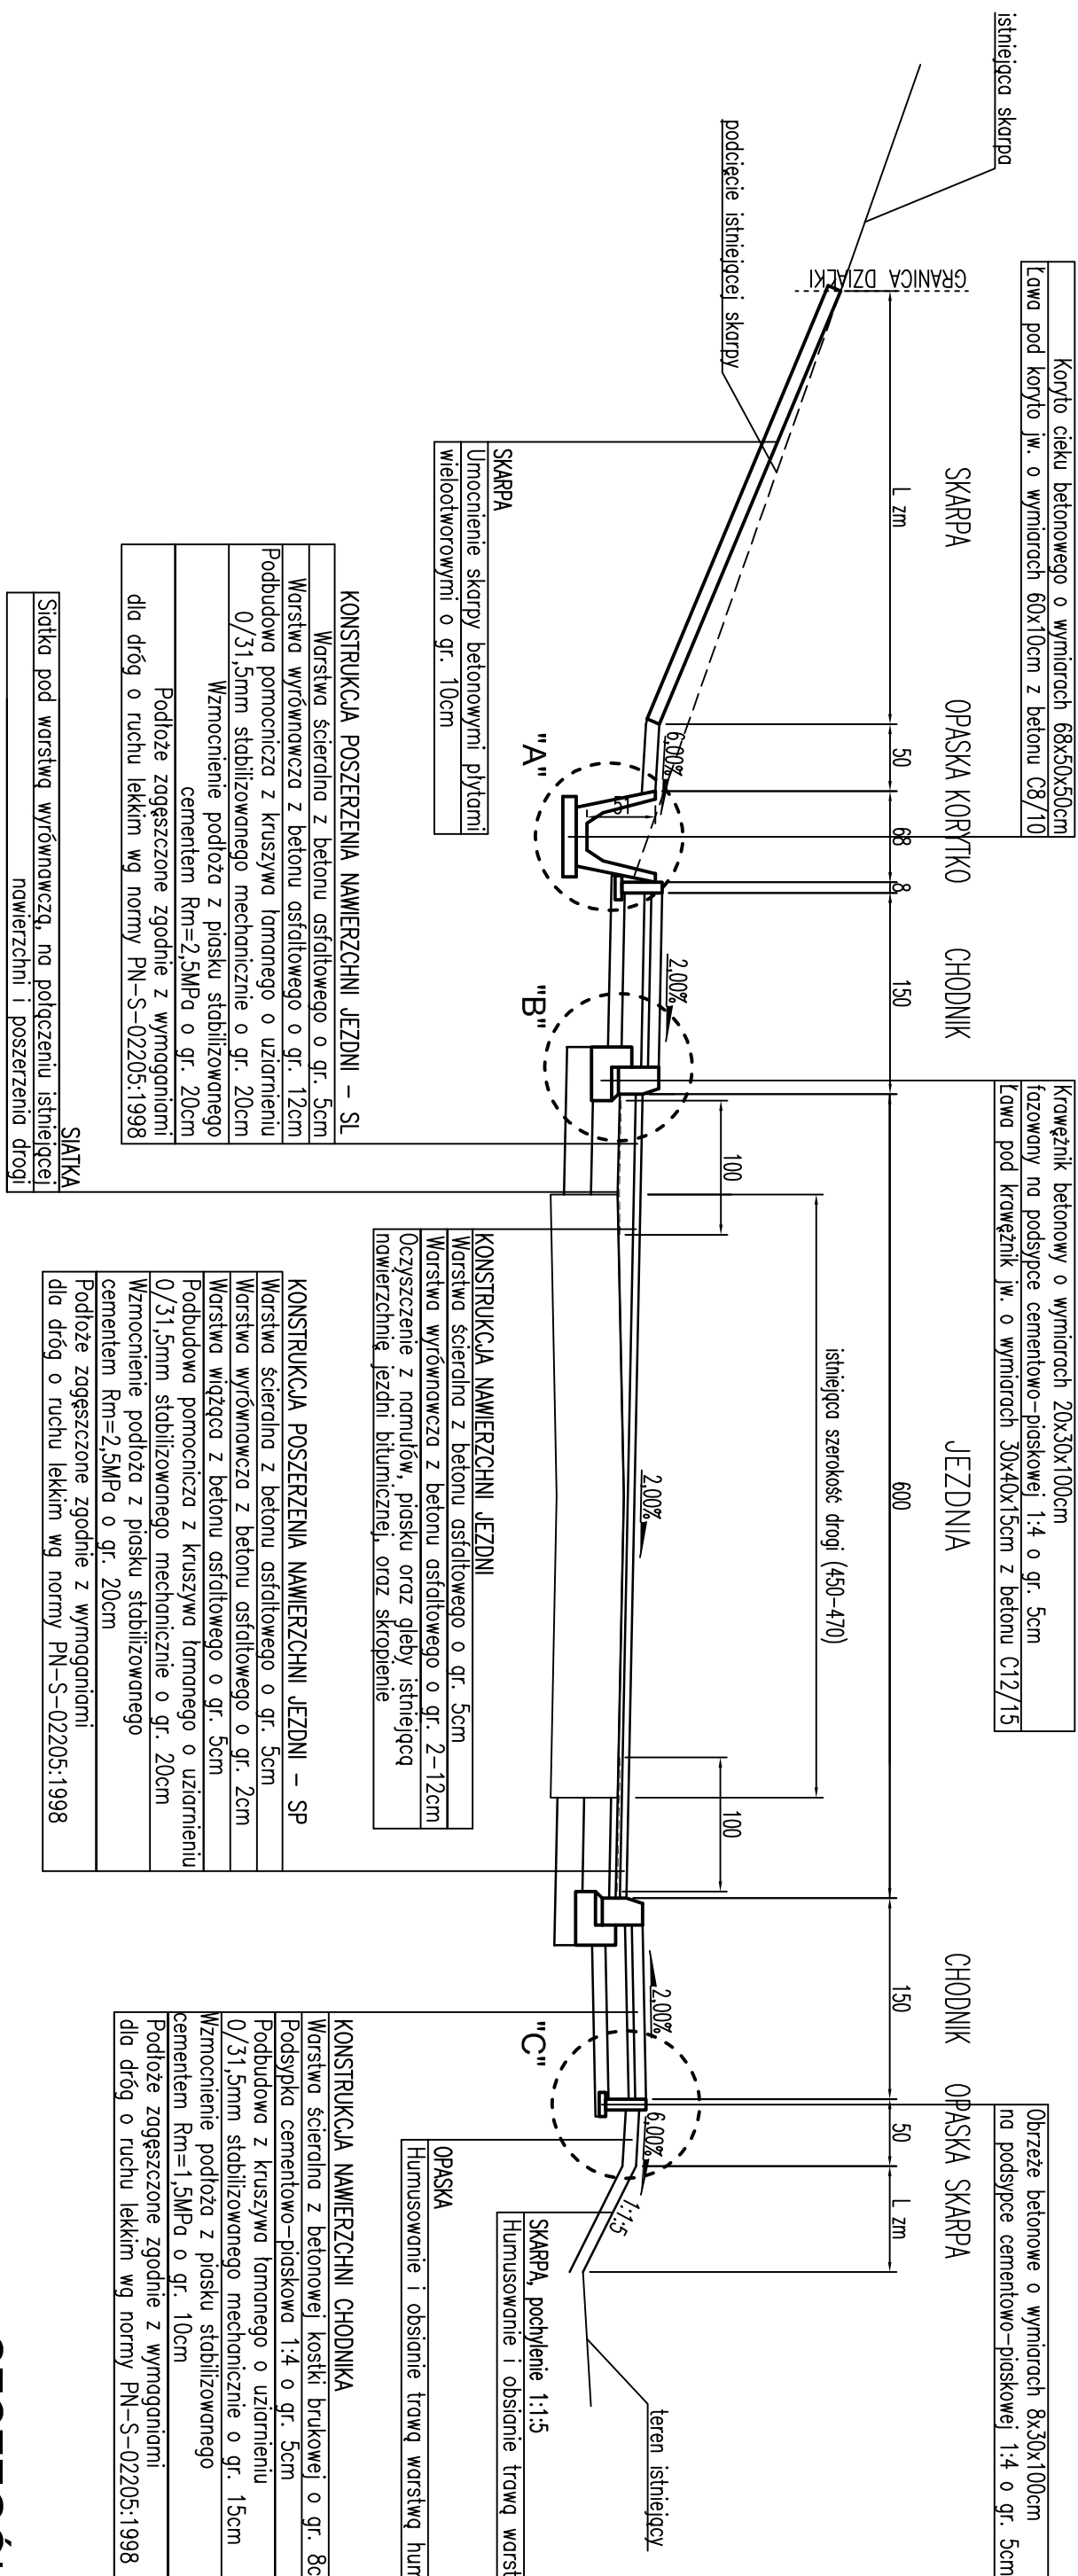 istniejąca skarpa
podcięcie istniejącej skarpy
GRANICA DZIAŁKI
Koryto cieku betonowego o wymiarach 68x50x50cm
Ława pod koryto jw. o wymiarach 60x10cm z betonu C8/10
Krawężnik betonowy o wymiarach 20x30x100cm
fazowany na podsypce cementowo-piaskowej 1:4 o gr. 5cm
Ława pod krawężnik jw. o wymiarach 30x40x15cm z betonu C12/15
Obrzeże betonowe o wymiarach 8x30x100cm
na podsypce cementowo-piaskowej 1:4 o gr. 5cm
SKARPA OPASKA KORYTKO CHODNIK JEZDNIA CHODNIK OPASKA SKARPA
L zm 50 68 8 150 600 150 50 L zm
istniejąca szerokość drogi (450-470)
100 100
6,00% 2,00% 2,00% 2,00% 6,00% 1:1:5
51
"A" "B" "C"
teren istniejący
SKARPA
Umocnienie skarpy betonowymi płytami
wielootworowymi o gr. 10cm
KONSTRUKCJA NAWIERZCHNI JEZDNI
Warstwa ścieralna z betonu asfaltowego o gr. 5cm
Warstwa wyrównawcza z betonu asfaltowego o gr. 2-12cm
Oczyszczenie z namułów, piasku oraz gleby istniejącą
nawierzchnię jezdni bitumicznej, oraz skropienie
SKARPA, pochylenie 1:1:5
Humusowanie i obsianie trawą
OPASKA
Humusowanie i obsianie trawą warstwą
KONSTRUKCJA POSZERZENIA NAWIERZCHNI JEZDNI - SL
Warstwa ścieralna z betonu asfaltowego o gr. 5cm
Warstwa wyrównawcza z betonu asfaltowego o gr. 12cm
Podbudowa pomocnicza z kruszywa łamanego o uziarnieniu
0/31,5mm stabilizowanego mechanicznie o gr. 20cm
Wzmocnienie podłoża z piasku stabilizowanego
cementem Rm=2,5MPa o gr. 20cm
Podłoże zagęszczone zgodnie z wymaganiami
dla dróg o ruchu lekkim wg normy PN-S-02205:1998
KONSTRUKCJA POSZERZENIA NAWIERZCHNI JEZDNI - SP
Warstwa ścieralna z betonu asfaltowego o gr. 5cm
Warstwa wyrównawcza z betonu asfaltowego o gr. 2cm
Warstwa wiążąca z betonu asfaltowego o gr. 5cm
Podbudowa pomocnicza z kruszywa łamanego o uziarnieniu
0/31,5mm stabilizowanego mechanicznie o gr. 20cm
Wzmocnienie podłoża z piasku stabilizowanego
cementem Rm=2,5MPa o gr. 20cm
Podłoże zagęszczone zgodnie z wymaganiami
dla dróg o ruchu lekkim wg normy PN-S-02205:1998
KONSTRUKCJA NAWIERZCHNI CHODNIKA
Warstwa ścieralna z betonowej kostki brukowej o gr.
Podsypka cementowo-piaskowa 1:4 o gr. 5cm
Podbudowa z kruszywa łamanego o uziarnieniu
0/31,5mm stabilizowanego mechanicznie o gr. 15cm
Wzmocnienie podłoża z piasku stabilizowanego
cementem Rm=1,5MPa o gr. 10cm
Podłoże zagęszczone zgodnie z wymaganiami
dla dróg o ruchu lekkim wg normy PN-S-02205:1998
SIATKA
Siatka pod warstwą wyrównawczą, na połączeniu istniejącej
nawierzchni i poszerzenia drogi